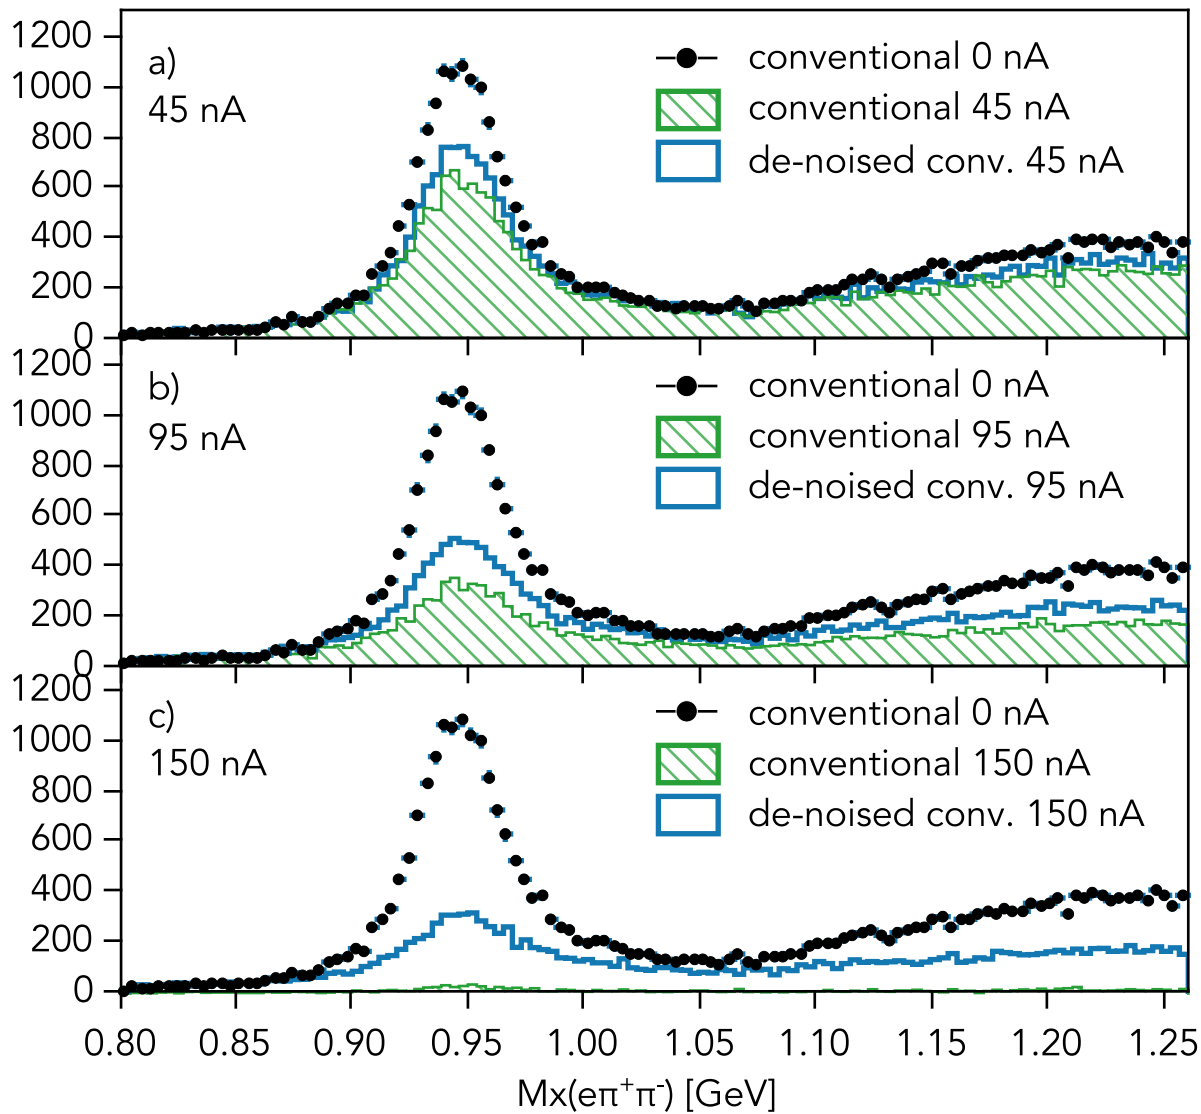 1200
1000
800
600
400
200
0
a)
45 nA
conventional 0 nA
conventional 45 nA
de-noised conv. 45 nA
1200
1000
800
600
400
200
0
b)
95 nA
conventional 0 nA
conventional 95 nA
de-noised conv. 95 nA
1200
1000
800
600
400
200
0
c)
150 nA
conventional 0 nA
conventional 150 nA
de-noised conv. 150 nA
0.80 0.85 0.90 0.95 1.00 1.05 1.10 1.15 1.20 1.25
Mx(eπ⁺π⁻) [GeV]